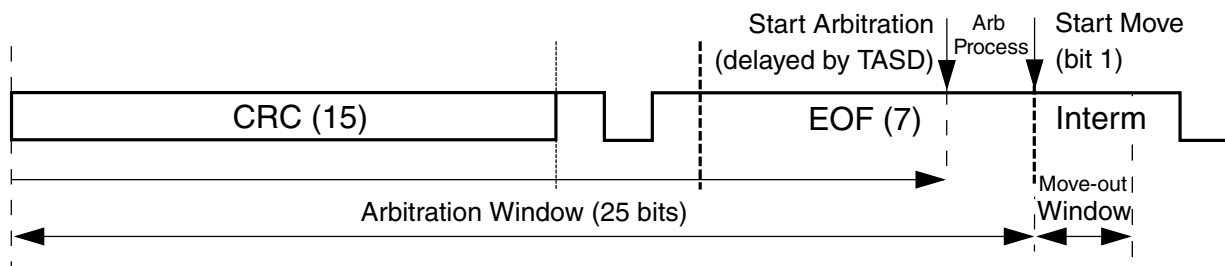 Start Arbitration
(delayed by TASD)
Arb
Process
Start Move
(bit 1)
CRC (15)
EOF (7)
Interm
Arbitration Window (25 bits)
Move-out
Window